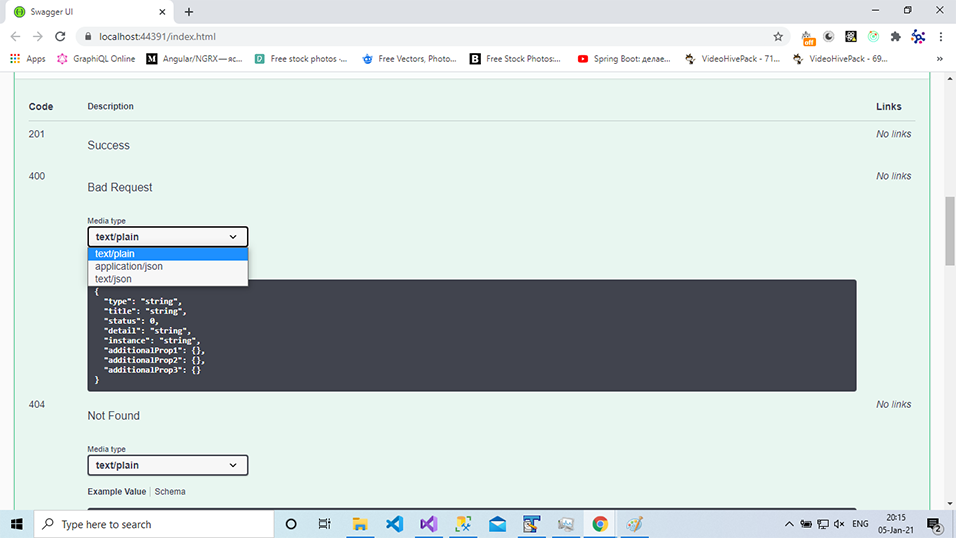 Swagger UI
localhost:44391/index.html
off
Apps GraphiQL Online Angular/NGRX — яс... Free stock photos -... Free Vectors, Photo... Free Stock Photos:... Spring Boot: делае... VideoHivePack - 71... VideoHivePack - 69... »
Code Description Links
201 Success No links
400 Bad Request No links
Media type
text/plain
text/plain
application/json
text/json
{
"type": "string",
"title": "string",
"status": 0,
"detail": "string",
"instance": "string",
"additionalProp1": {},
"additionalProp2": {},
"additionalProp3": {}
}
404 Not Found No links
Media type
text/plain
Example Value Schema
Type here to search
ENG
20:15
05-Jan-21
2